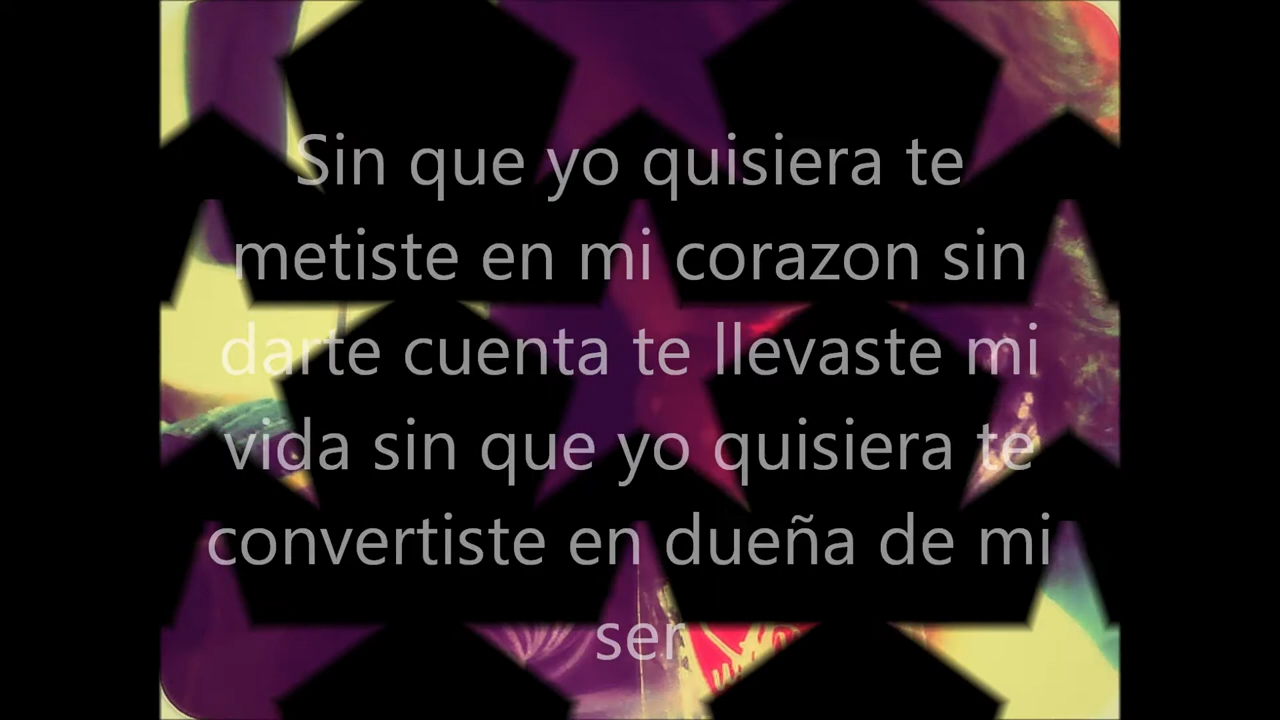 Sin que yo quisiera te
metiste en mi corazon sin
darte cuenta te llevaste mi
vida sin que yo quisiera te
convertiste en dueña de mi
ser